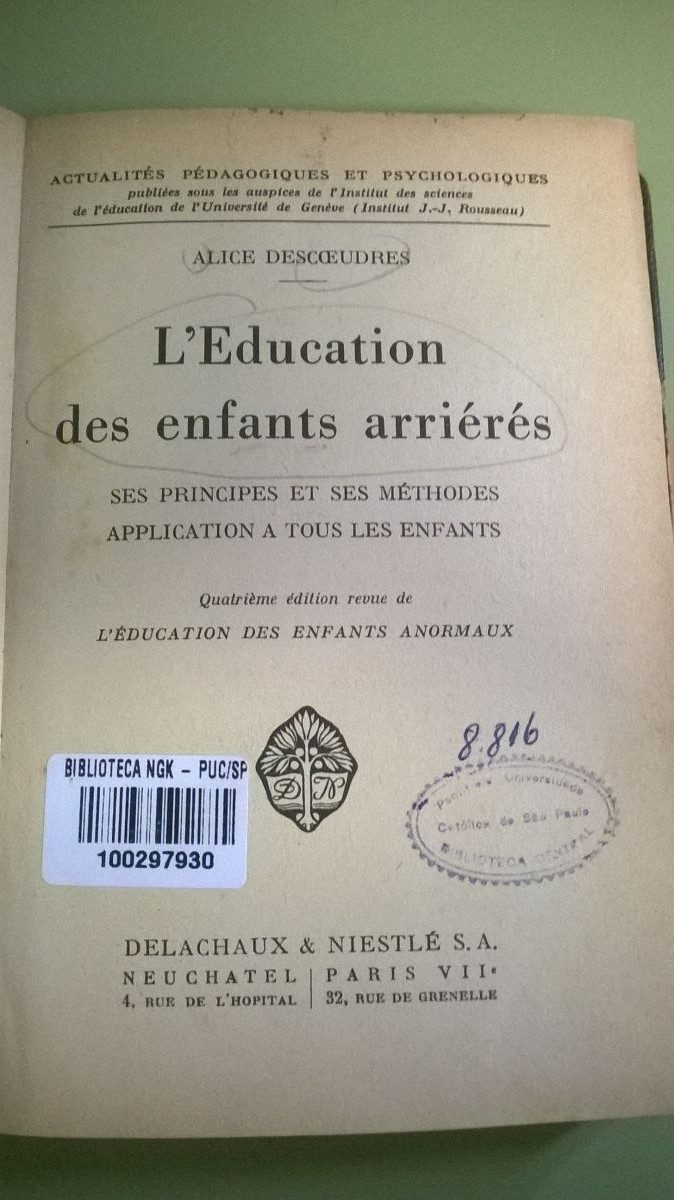 ACTUALITÉS PÉDAGOGIQUES ET PSYCHOLOGIQUES
publiées sous les auspices de l'Institut des sciences
de l'éducation de l'Université de Genève (Institut J.-J. Rousseau)
ALICE DESCŒUDRES
L'Education
des enfants arriérés
SES PRINCIPES ET SES MÉTHODES
APPLICATION A TOUS LES ENFANTS
Quatrième édition revue de
L'ÉDUCATION DES ENFANTS ANORMAUX
8.816
BIBLIOTECA NGK – PUC/SP
100297930
D N
Universidade
Católica de São Paulo
BIBLIOTECA CENTRAL
DELACHAUX & NIESTLÉ S.A.
NEUCHATEL | PARIS VIIe
4, RUE DE L'HOPITAL | 32, RUE DE GRENELLE